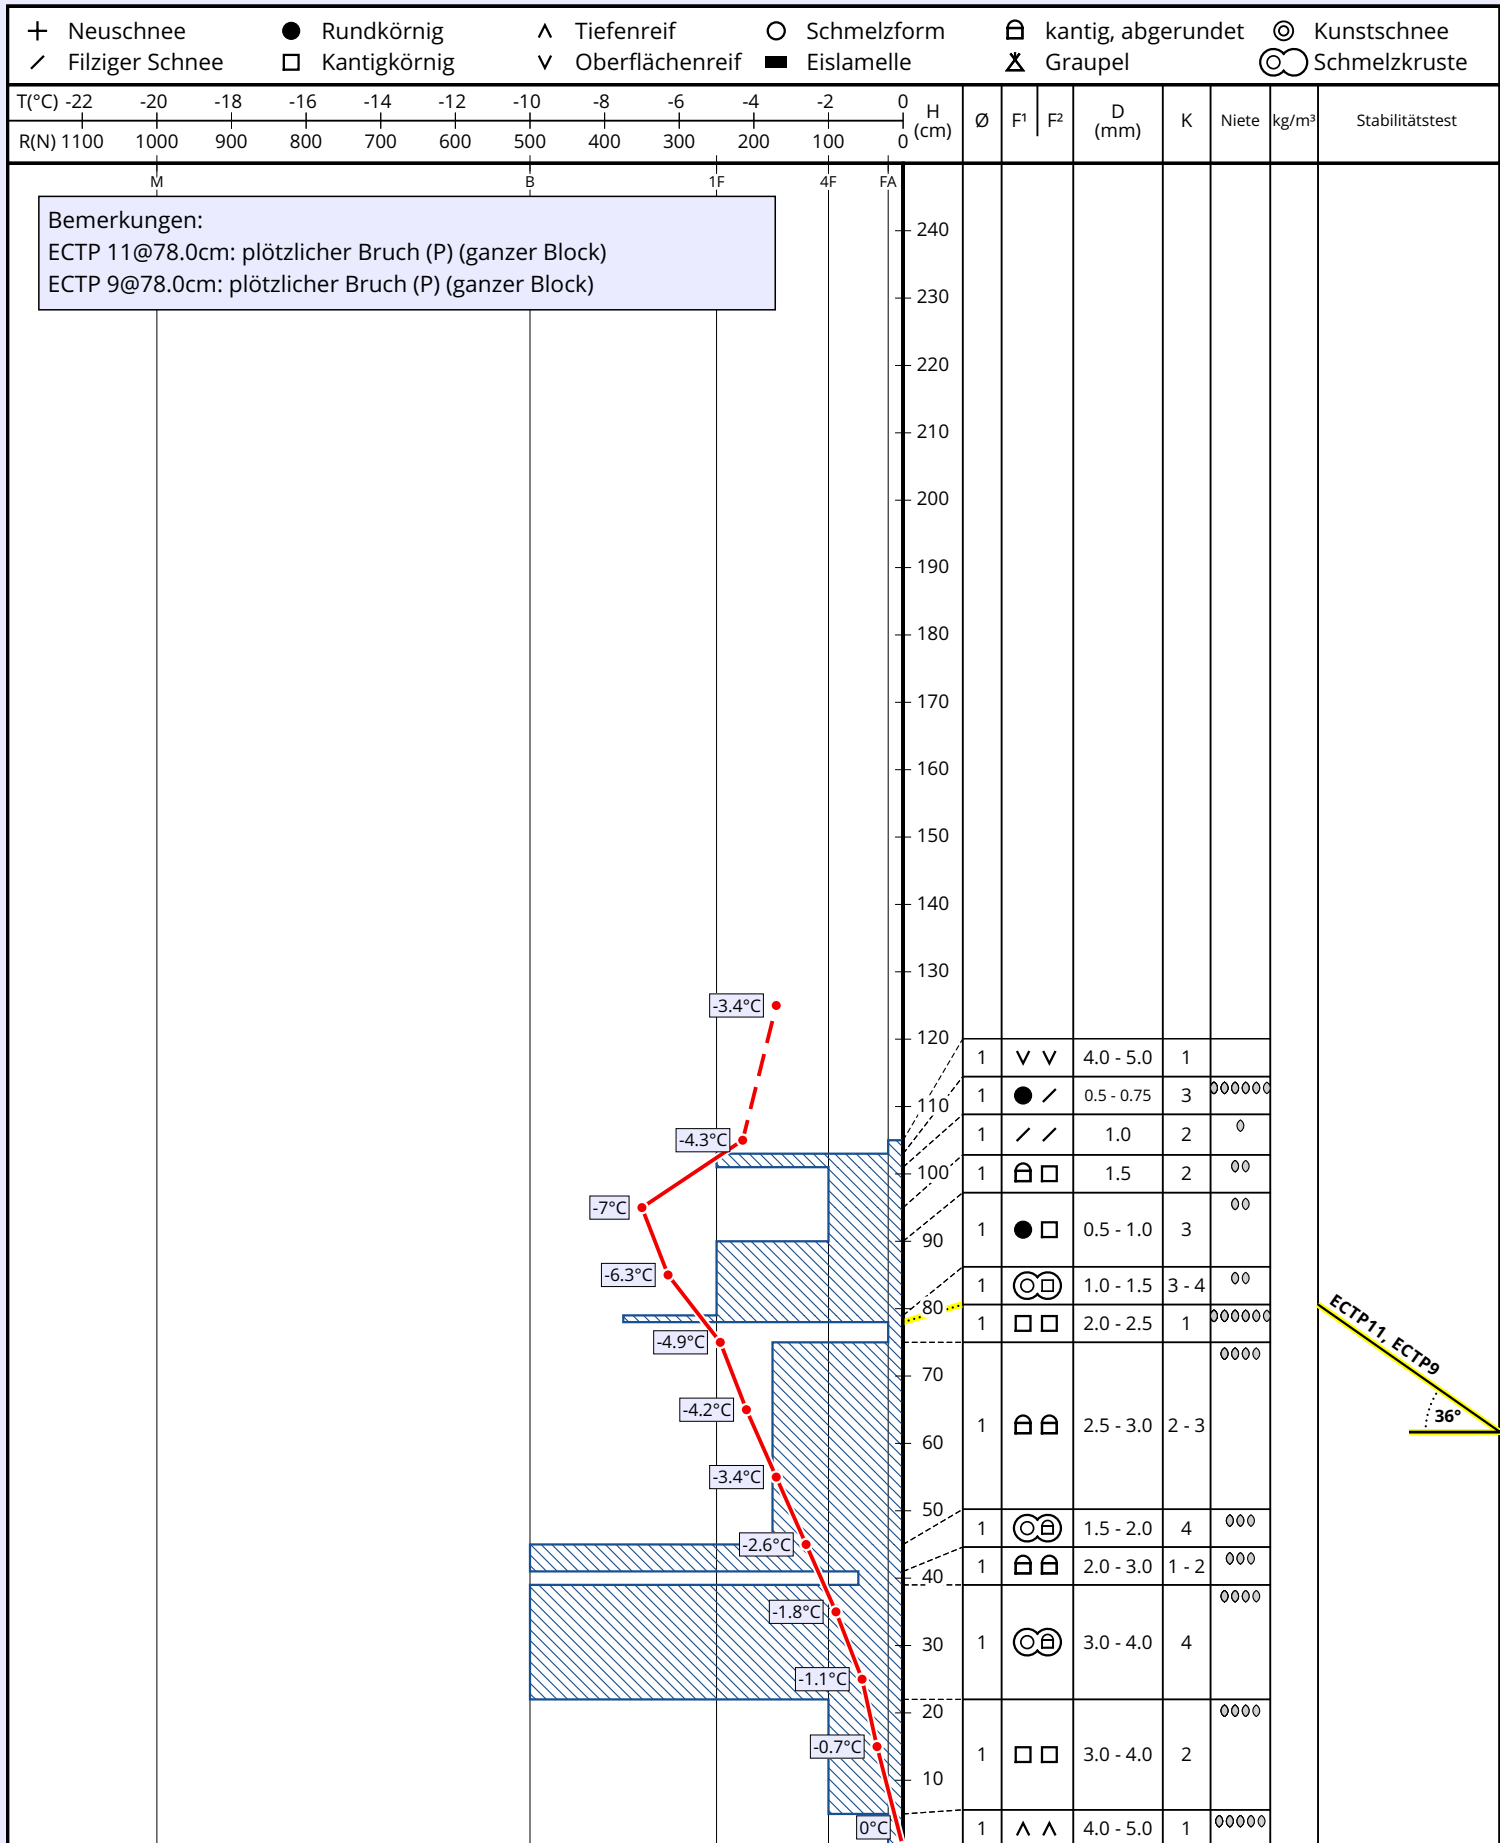 Neuschnee Rundkörnig Tiefenreif Schmelzform kantig, abgerundet Kunstschnee
Filziger Schnee Kantigkörnig Oberflächenreif Eislamelle Graupel Schmelzkruste
T(°C) -22 -20 -18 -16 -14 -12 -10 -8 -6 -4 -2 0
R(N) 1100 1000 900 800 700 600 500 400 300 200 100 0
H (cm) Ø F¹ F² D (mm) K Niete kg/m³ Stabilitätstest
M B 1F 4F FA
Bemerkungen:
ECTP 11@78.0cm: plötzlicher Bruch (P) (ganzer Block)
ECTP 9@78.0cm: plötzlicher Bruch (P) (ganzer Block)
240
230
220
210
200
190
180
170
160
150
140
130
-3.4°C
120
1 4.0 - 5.0 1
110 1 0.5 - 0.75 3
-4.3°C 1 1.0 2
100 1 1.5 2
-7°C
90 1 0.5 - 1.0 3
-6.3°C 1 1.0 - 1.5 3 - 4
80 1 2.0 - 2.5 1
ECTP11, ECTP9
36°
-4.9°C
70
-4.2°C 1 2.5 - 3.0 2 - 3
60
-3.4°C
50 1 1.5 - 2.0 4
-2.6°C
40 1 2.0 - 3.0 1 - 2
-1.8°C
30 1 3.0 - 4.0 4
-1.1°C
20
-0.7°C 1 3.0 - 4.0 2
10
0°C 1 4.0 - 5.0 1